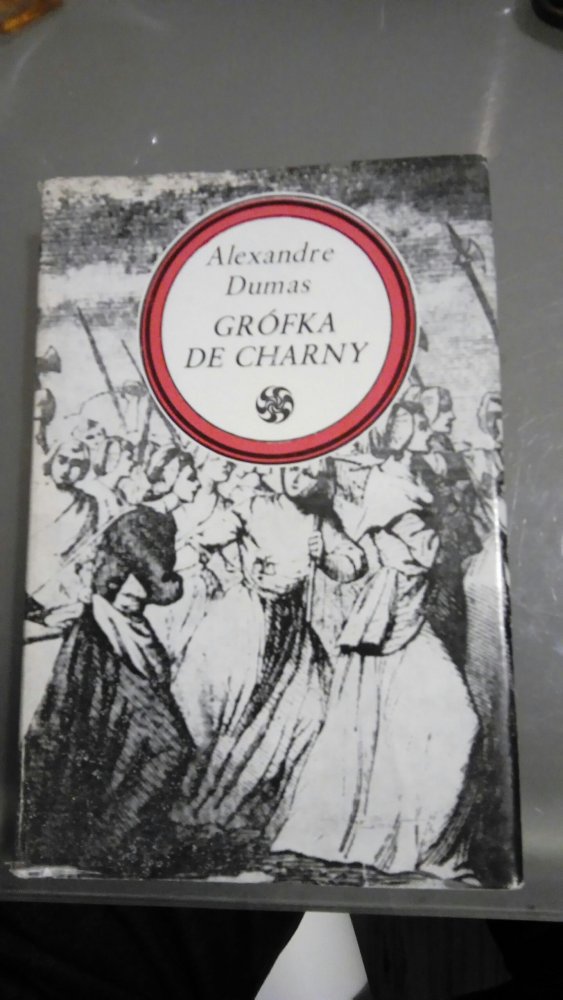 Alexandre
Dumas
GRÓFKA
DE CHARNY